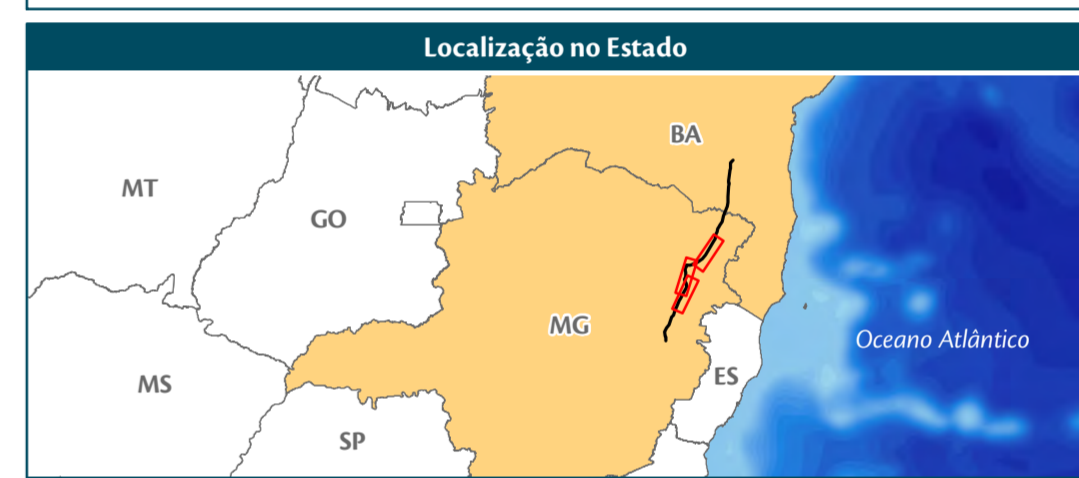 Localização no Estado
BA
MT
GO
MG
Oceano Atlântico
ES
MS
SP